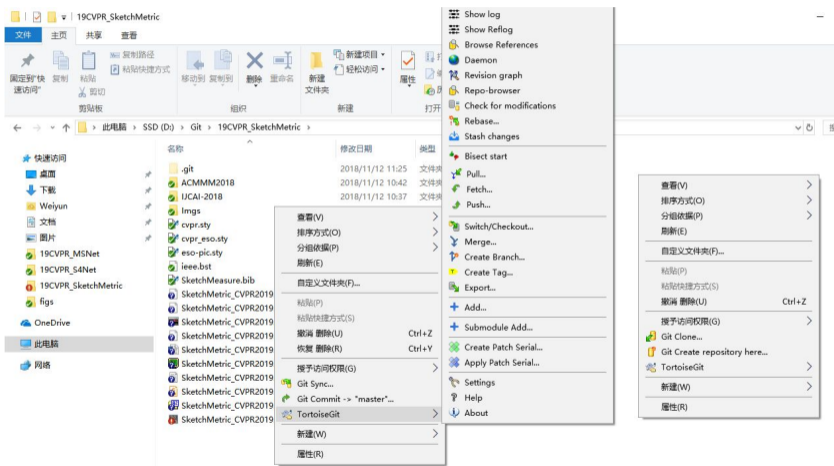 19CVPR_SketchMetric
文件 主页 共享 查看
固定到"快速访问"
复制
粘贴
复制路径
粘贴快捷方式
剪切
剪贴板
移动到
复制到
删除
重命名
组织
新建文件夹
新建项目
轻松访问
新建
属性
打开
此电脑 > SSD (D:) > Git > 19CVPR_SketchMetric >
快速访问
桌面
下载
Weiyun
文档
图片
19CVPR_MSNet
19CVPR_S4Net
19CVPR_SketchMetric
figs
OneDrive
此电脑
网络
名称 修改日期 类型
.git 2018/11/12 11:25 文件夹
ACMMM2018 2018/11/12 10:42 文件夹
IJCAI-2018 2018/11/12 10:37 文件夹
Imgs
cvpr.sty
cvpr_eso.sty
eso-pic.sty
ieee.bst
SketchMeasure.bib
SketchMetric_CVPR2019
SketchMetric_CVPR2019
SketchMetric_CVPR2019
SketchMetric_CVPR2019
SketchMetric_CVPR2019
SketchMetric_CVPR2019
SketchMetric_CVPR2019
SketchMetric_CVPR2019
SketchMetric_CVPR2019
SketchMetric_CVPR2019
查看(V)
排序方式(O)
分组依据(P)
刷新(E)
自定义文件夹(F)...
粘贴(P)
粘贴快捷方式(S)
撤消 删除(U) Ctrl+Z
恢复 删除(R) Ctrl+Y
授予访问权限(G)
Git Sync...
Git Commit -> "master"...
TortoiseGit
新建(W)
属性(R)
Show log
Show Reflog
Browse References
Daemon
Revision graph
Repo-browser
Check for modifications
Rebase...
Stash changes
Bisect start
Pull...
Fetch...
Push...
Switch/Checkout...
Merge...
Create Branch...
Create Tag...
Export...
Add...
Submodule Add...
Create Patch Serial...
Apply Patch Serial...
Settings
Help
About
查看(V)
排序方式(O)
分组依据(P)
刷新(E)
自定义文件夹(F)...
粘贴(P)
粘贴快捷方式(S)
撤消 删除(U) Ctrl+Z
授予访问权限(G)
Git Clone...
Git Create repository here...
TortoiseGit
新建(W)
属性(R)